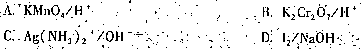 A. KMnO₄/H⁺ B. K₂Cr₂O₇/H⁺
C. Ag(NH₃)₂⁺/OH⁻ D. I₂/NaOH